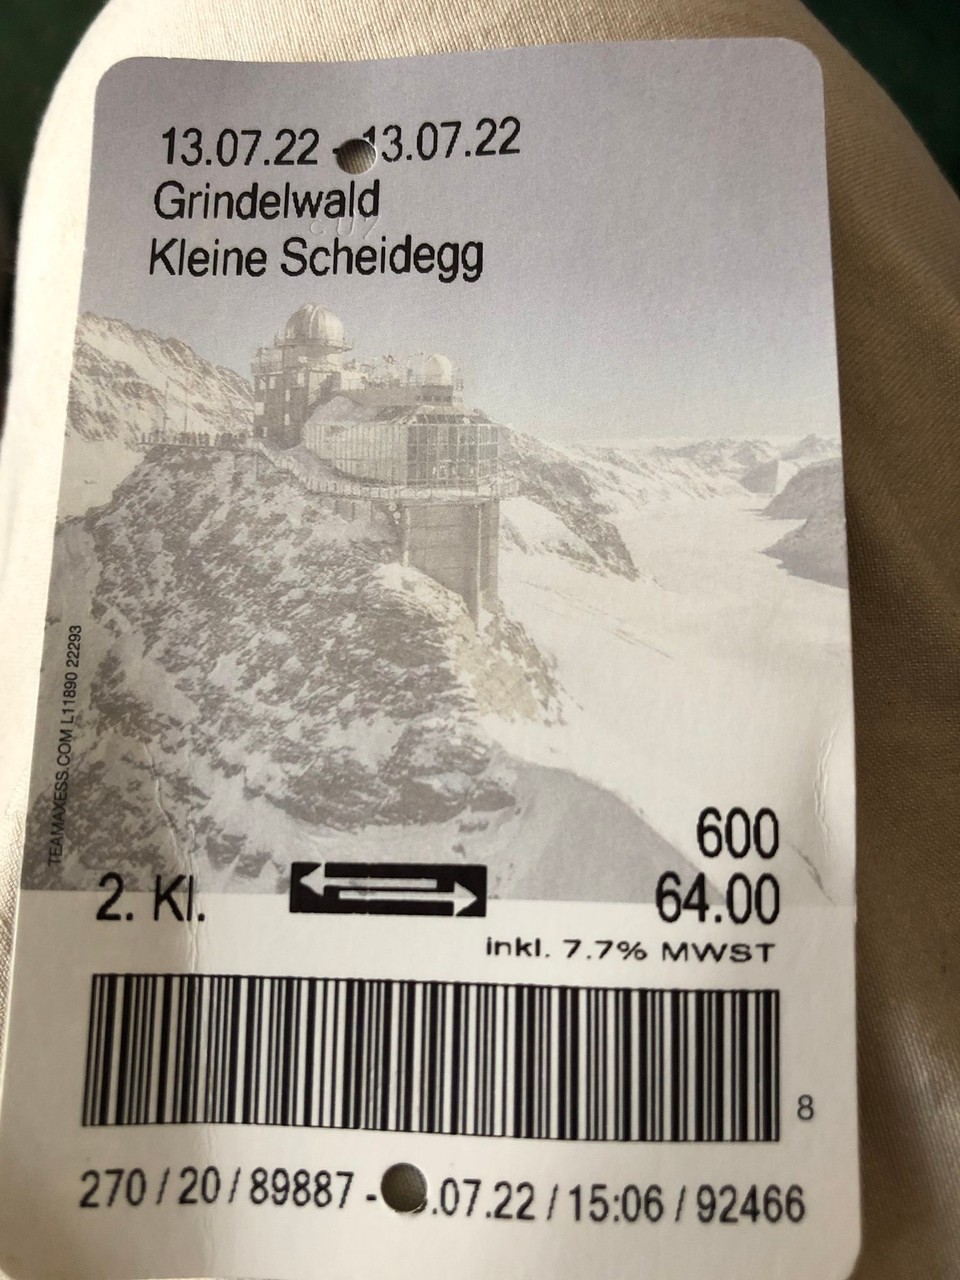 13.07.22 - 13.07.22
Grindelwald
Kleine Scheidegg
TEAMAXESS.COM L11890 22293
600
2. Kl. 64.00
inkl. 7.7% MWST
8
270 / 20 / 89887 - .07.22 / 15:06 / 92466